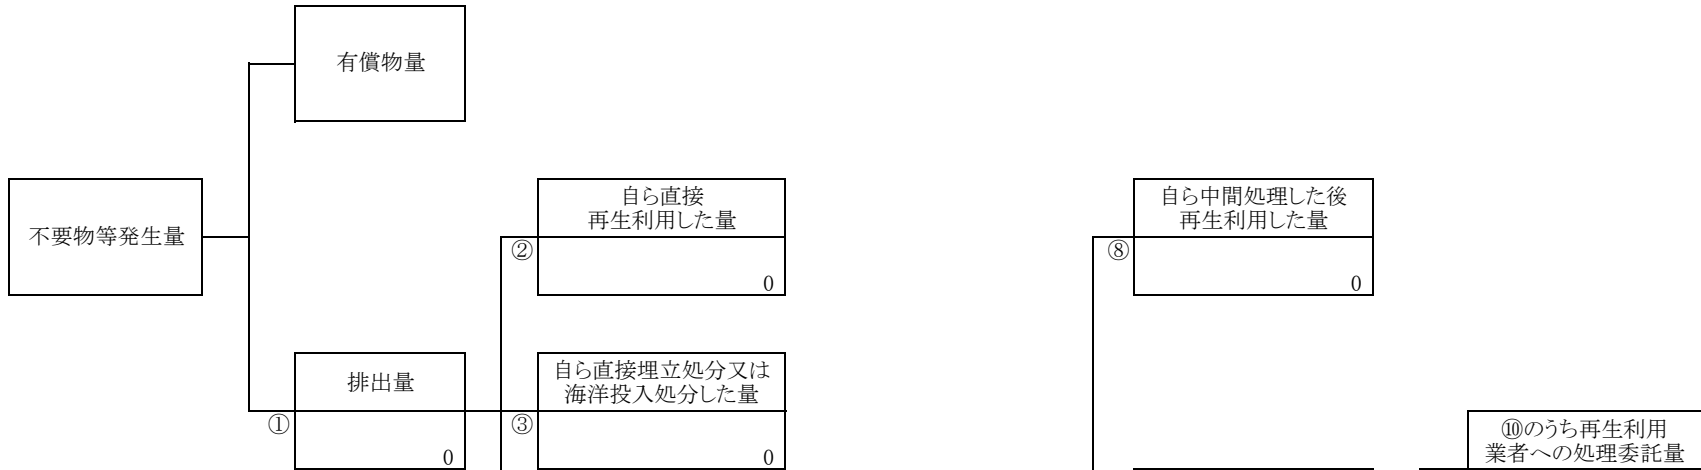 有償物量
不要物等発生量
自ら直接
再生利用した量
②
0
自ら中間処理した後
再生利用した量
⑧
0
排出量
①
0
自ら直接埋立処分又は
海洋投入処分した量
③
0
⑩のうち再生利用
業者への処理委託量